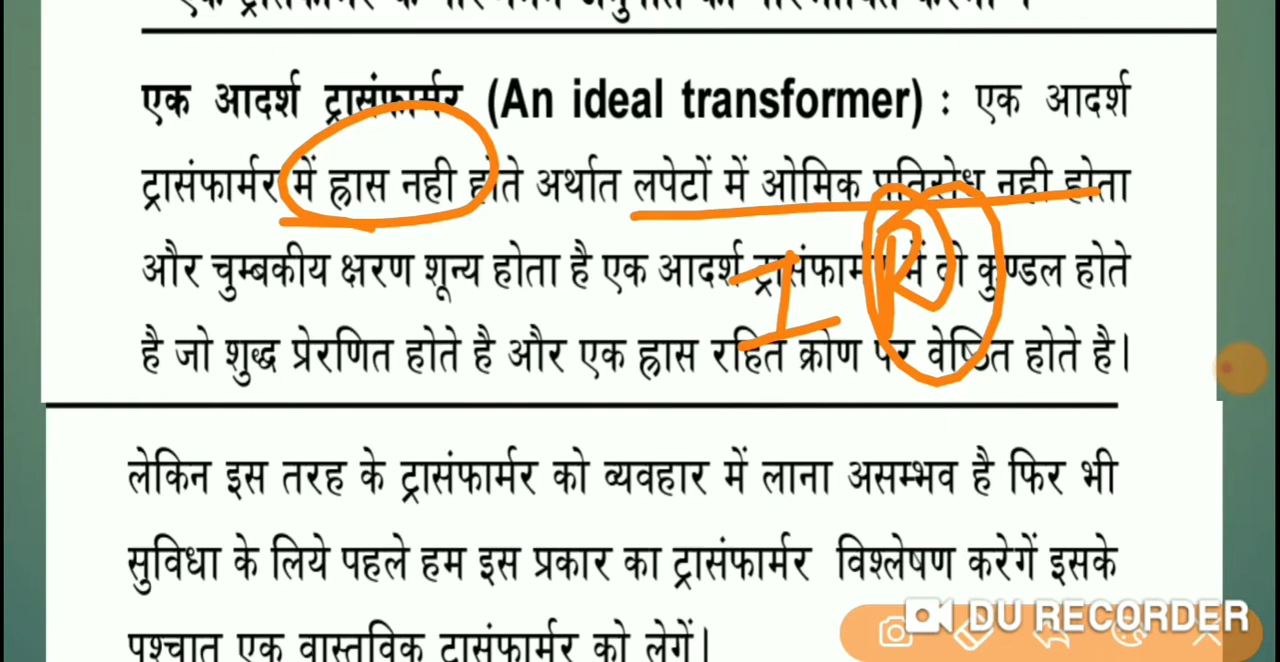 एक आदर्श ट्रासंफार्मर (An ideal transformer) : एक आदर्श
ट्रासंफार्मर में ह्रास नही होते अर्थात लपेटों में ओमिक प्रतिरोध नही होता
और चुम्बकीय क्षरण शून्य होता है एक आदर्श ट्रासंफार्मर में दो कुण्डल होते
I R
है जो शुद्ध प्रेरणित होते है और एक ह्रास रहित क्रोण पर वेष्ठित होते है।
लेकिन इस तरह के ट्रासंफार्मर को व्यवहार में लाना असम्भव है फिर भी
सुविधा के लिये पहले हम इस प्रकार का ट्रासंफार्मर विश्लेषण करेगें इसके
पश्चात एक वास्तविक ट्रासंफार्मर को लेगें।
DU RECORDER